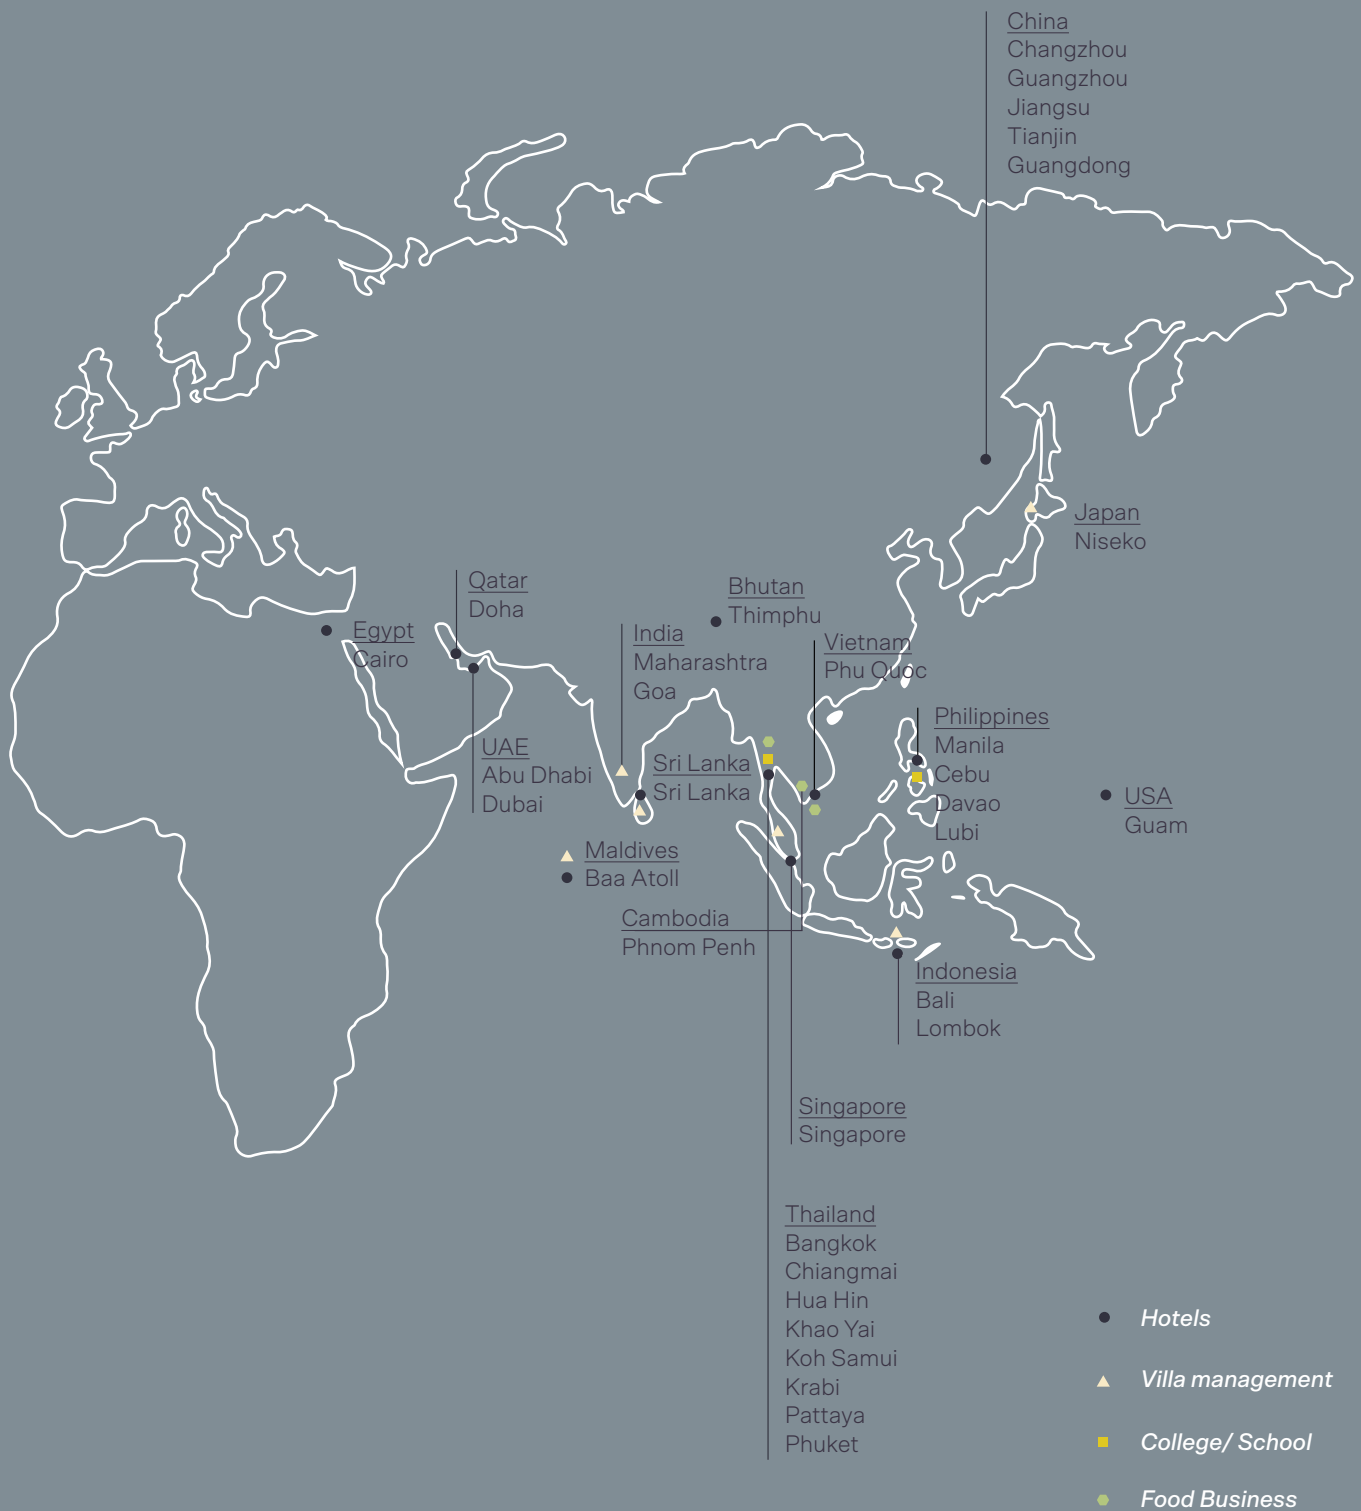 China
Changzhou
Guangzhou
Jiangsu
Tianjin
Guangdong
Japan
Niseko
Qatar
Doha
Bhutan
Thimphu
Egypt
Cairo
India
Maharashtra
Goa
Vietnam
Phu Quoc
Philippines
Manila
Cebu
Davao
Lubi
UAE
Abu Dhabi
Dubai
Sri Lanka
Sri Lanka
USA
Guam
Maldives
Baa Atoll
Cambodia
Phnom Penh
Indonesia
Bali
Lombok
Singapore
Singapore
Thailand
Bangkok
Chiangmai
Hua Hin
Khao Yai
Koh Samui
Krabi
Pattaya
Phuket
Hotels
Villa management
College/ School
Food Business